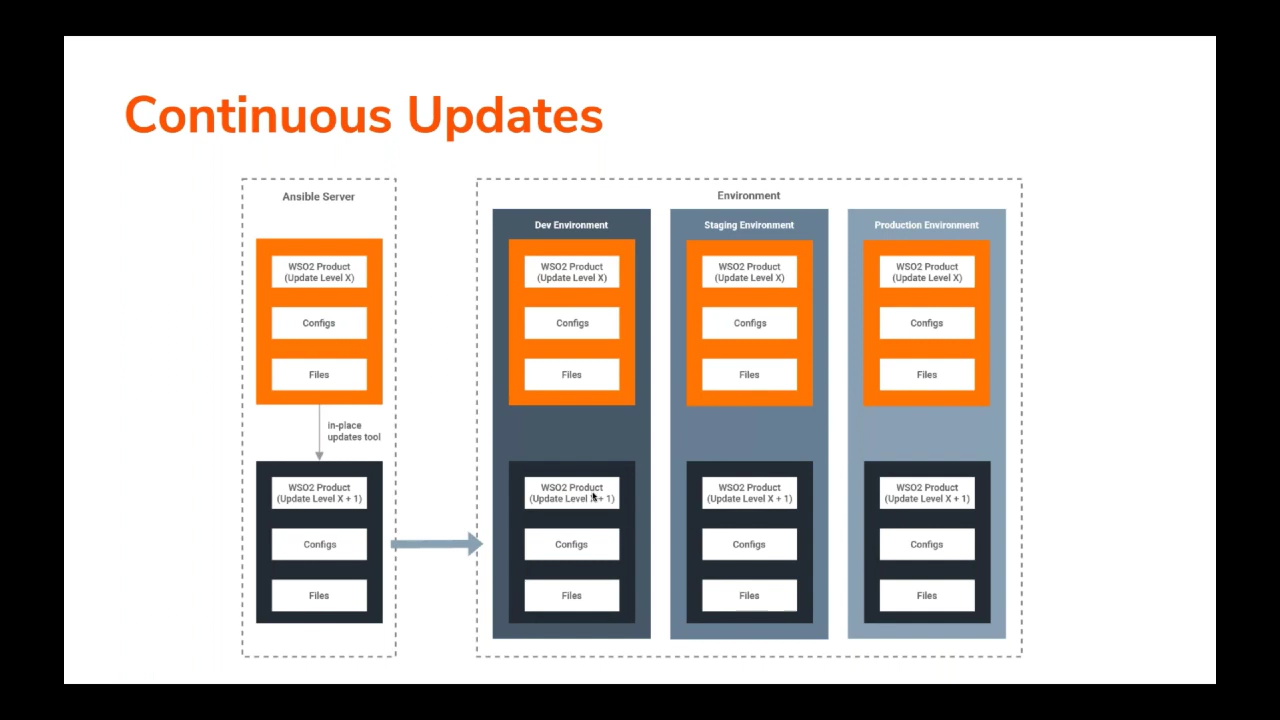 Continuous Updates
Ansible Server
WSO2 Product
(Update Level X)
Configs
Files
in-place
updates tool
WSO2 Product
(Update Level X + 1)
Configs
Files
Environment
Dev Environment
WSO2 Product
(Update Level X)
Configs
Files
WSO2 Product
(Update Level X + 1)
Configs
Files
Staging Environment
WSO2 Product
(Update Level X)
Configs
Files
WSO2 Product
(Update Level X + 1)
Configs
Files
Production Environment
WSO2 Product
(Update Level X)
Configs
Files
WSO2 Product
(Update Level X + 1)
Configs
Files